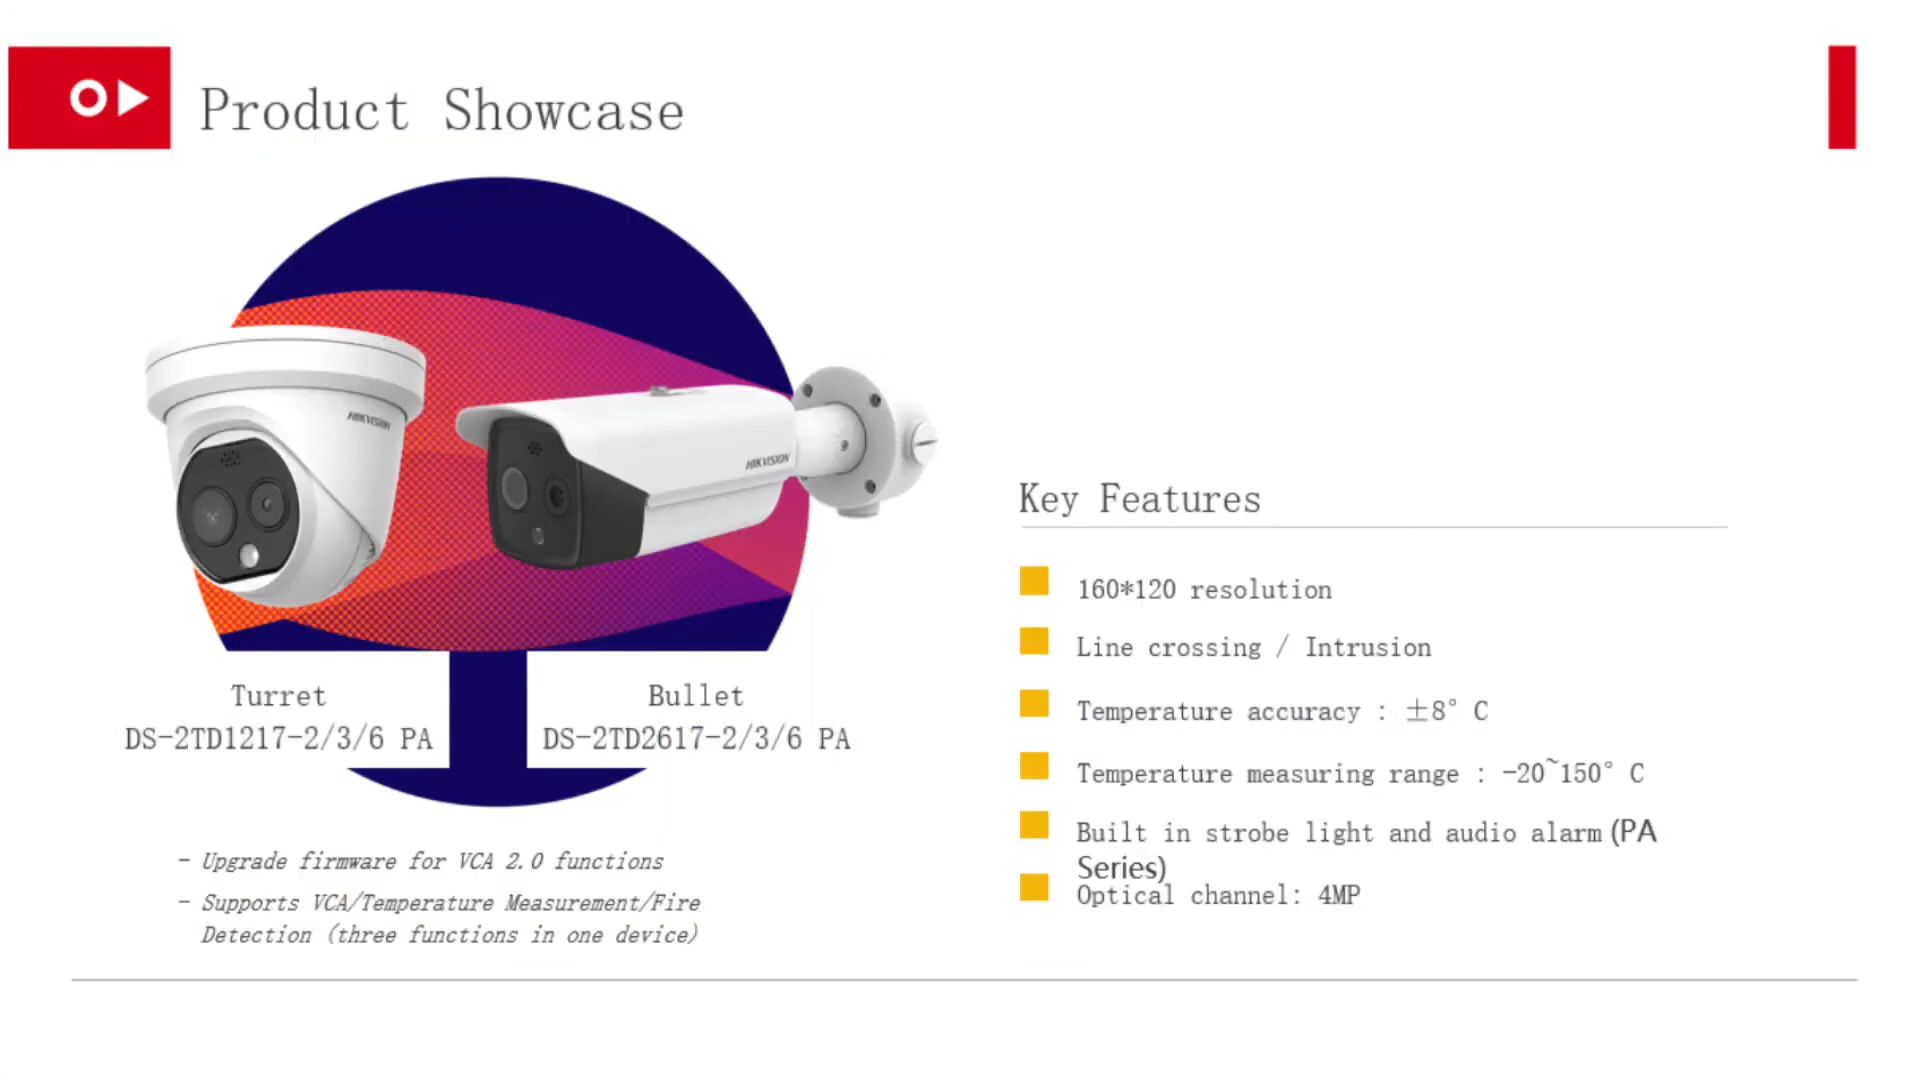 Product Showcase
HIKVISION
HIKVISION
Turret
DS-2TD1217-2/3/6 PA
Bullet
DS-2TD2617-2/3/6 PA
- Upgrade firmware for VCA 2.0 functions
- Supports VCA/Temperature Measurement/Fire
Detection (three functions in one device)
Key Features
160*120 resolution
Line crossing / Intrusion
Temperature accuracy : ±8° C
Temperature measuring range : -20~150° C
Built in strobe light and audio alarm (PA
Series)
Optical channel: 4MP